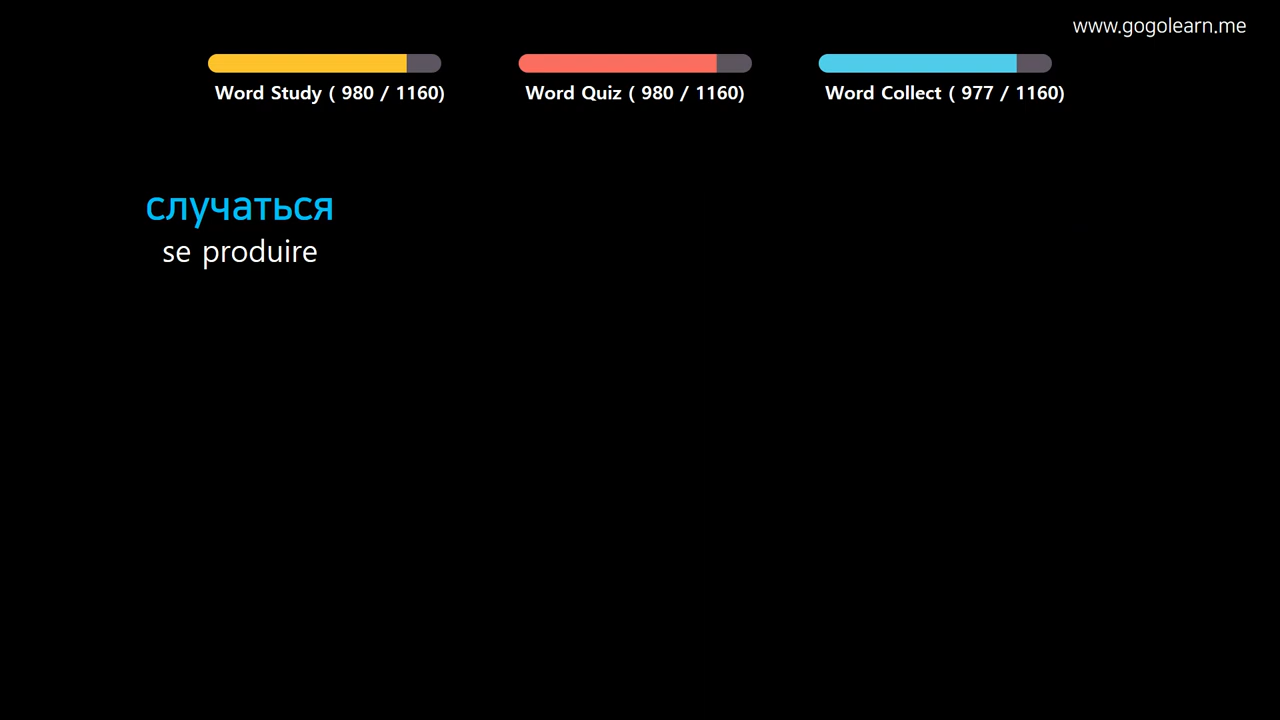 www.gogolearn.me
Word Study ( 980 / 1160)
Word Quiz ( 980 / 1160)
Word Collect ( 977 / 1160)
случаться
se produire